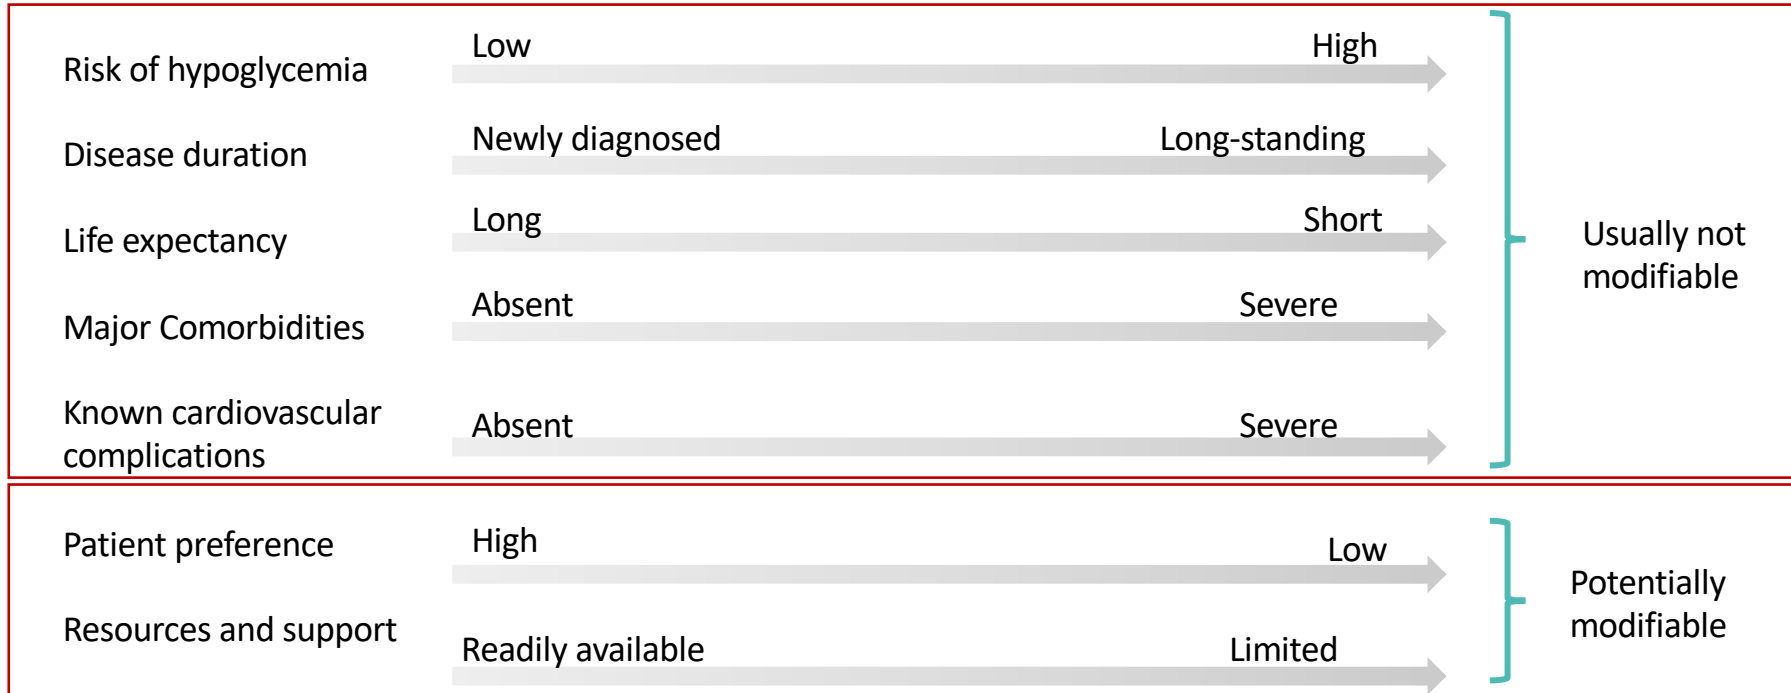 Low High
Risk of hypoglycemia
Newly diagnosed Long-standing
Disease duration
Long Short
Life expectancy
Usually not
modifiable
Absent Severe
Major Comorbidities
Known cardiovascular
complications
Absent Severe
Patient preference
High Low
Potentially
modifiable
Resources and support
Readily available Limited